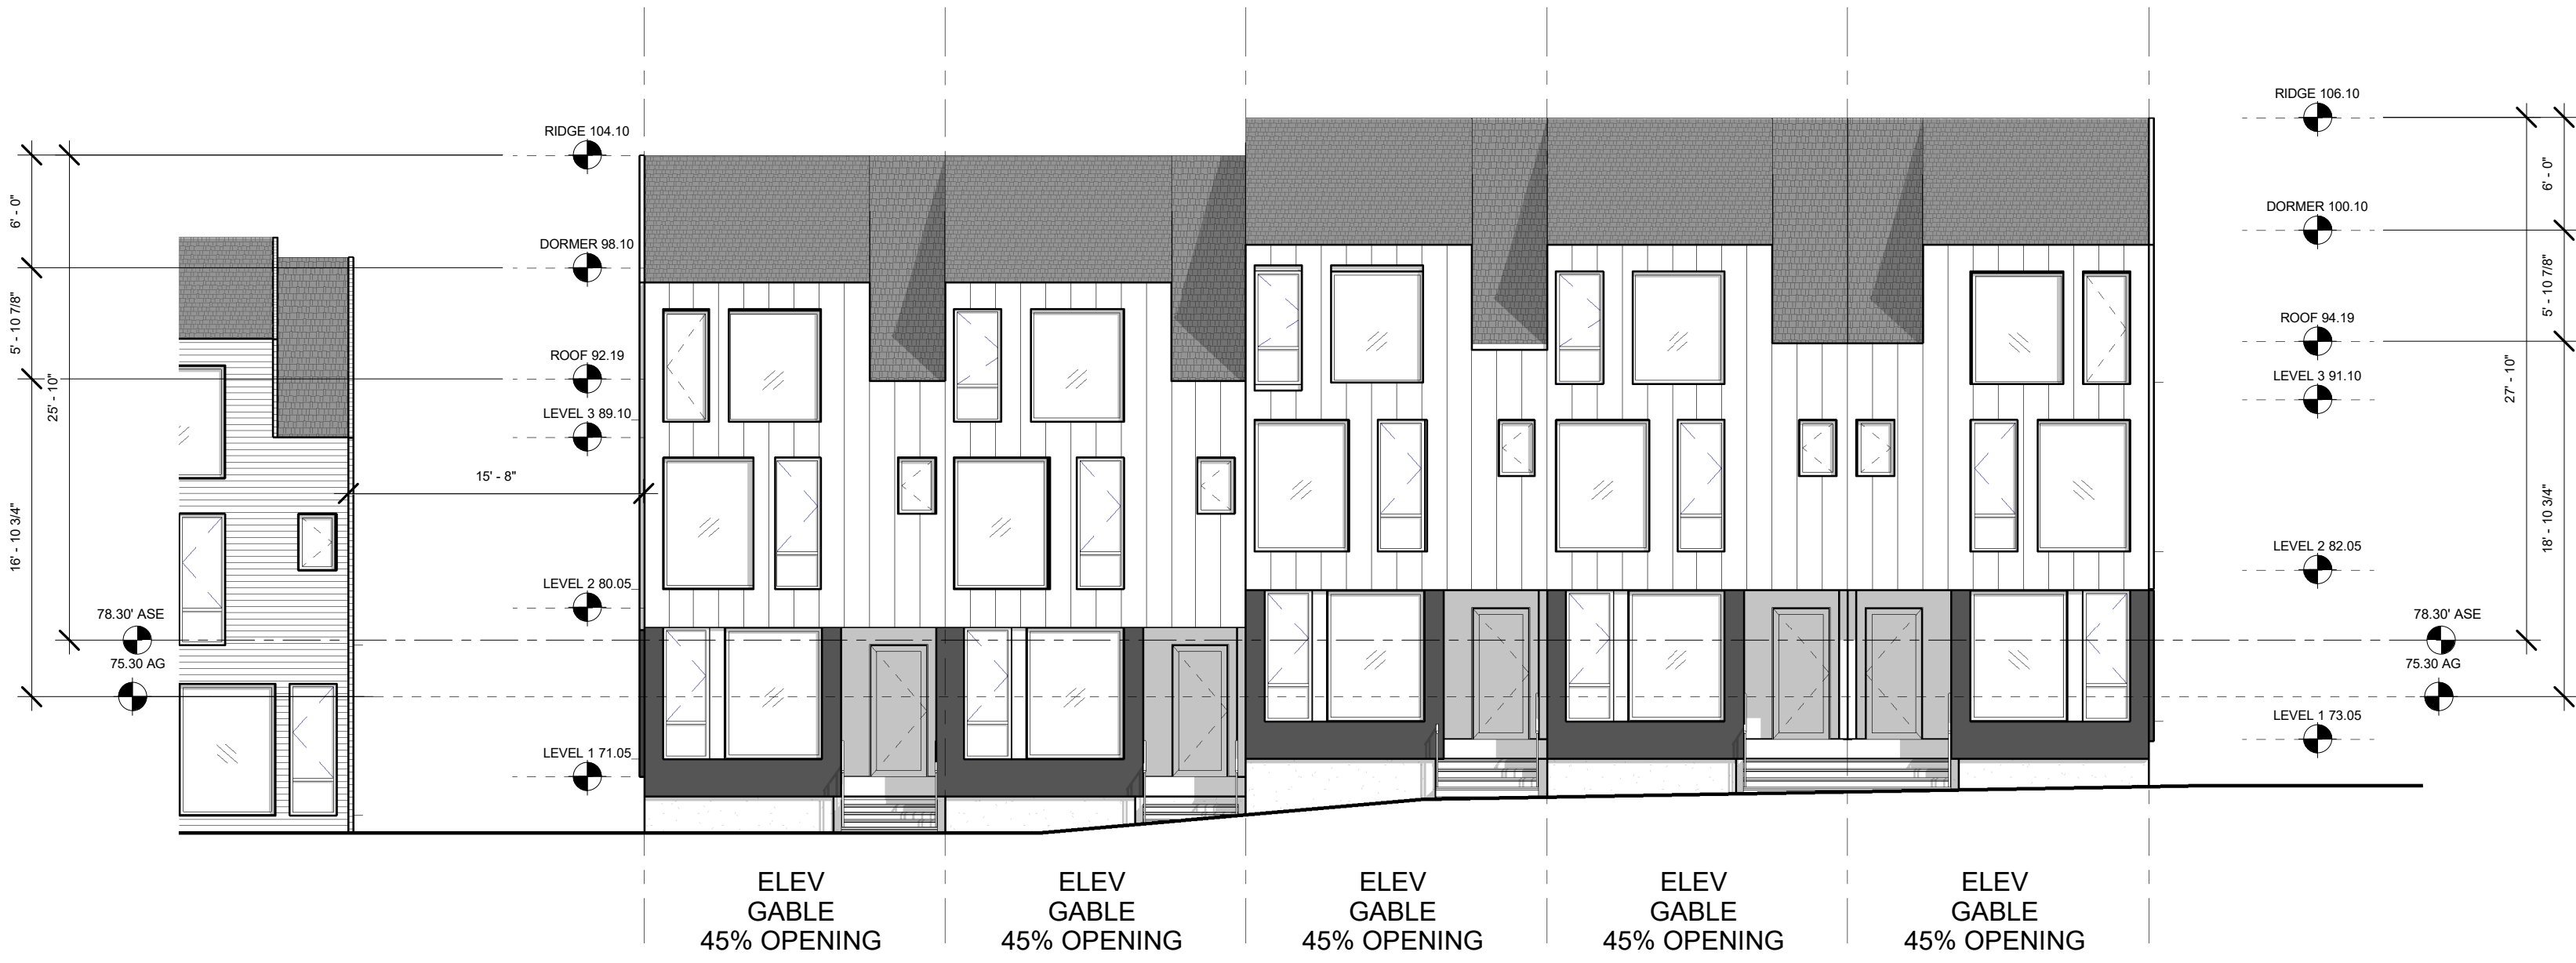 RIDGE 104.10
DORMER 98.10
ROOF 92.19
LEVEL 3 89.10
LEVEL 2 80.05
LEVEL 1 71.05
6' - 0"
5' - 10 7/8"
16' - 10 3/4"
25' - 10"
15' - 8"
78.30' ASE
75.30 AG
RIDGE 106.10
DORMER 100.10
ROOF 94.19
LEVEL 3 91.10
LEVEL 2 82.05
LEVEL 1 73.05
6' - 0"
5' - 10 7/8"
18' - 10 3/4"
27' - 10"
78.30' ASE
75.30 AG
ELEV
GABLE
45% OPENING
ELEV
GABLE
45% OPENING
ELEV
GABLE
45% OPENING
ELEV
GABLE
45% OPENING
ELEV
GABLE
45% OPENING